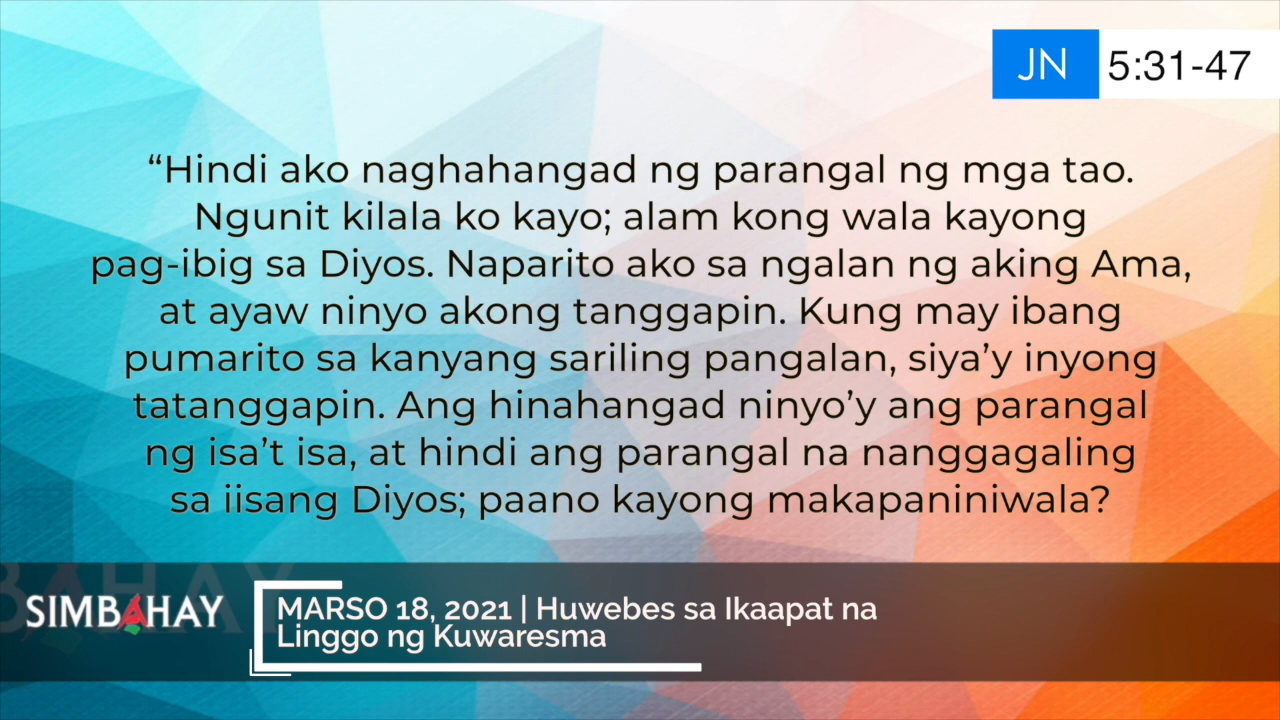 JN 5:31-47
“Hindi ako naghahangad ng parangal ng mga tao.
Ngunit kilala ko kayo; alam kong wala kayong
pag-ibig sa Diyos. Naparito ako sa ngalan ng aking Ama,
at ayaw ninyo akong tanggapin. Kung may ibang
pumarito sa kanyang sariling pangalan, siya’y inyong
tatanggapin. Ang hinahangad ninyo’y ang parangal
ng isa’t isa, at hindi ang parangal na nanggagaling
sa iisang Diyos; paano kayong makapaniniwala?
SIMBAHAY
MARSO 18, 2021 | Huwebes sa Ikaapat na
Linggo ng Kuwaresma